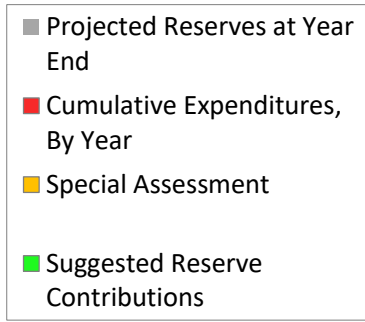 Projected Reserves at Year
End
Cumulative Expenditures,
By Year
Special Assessment
Suggested Reserve
Contributions